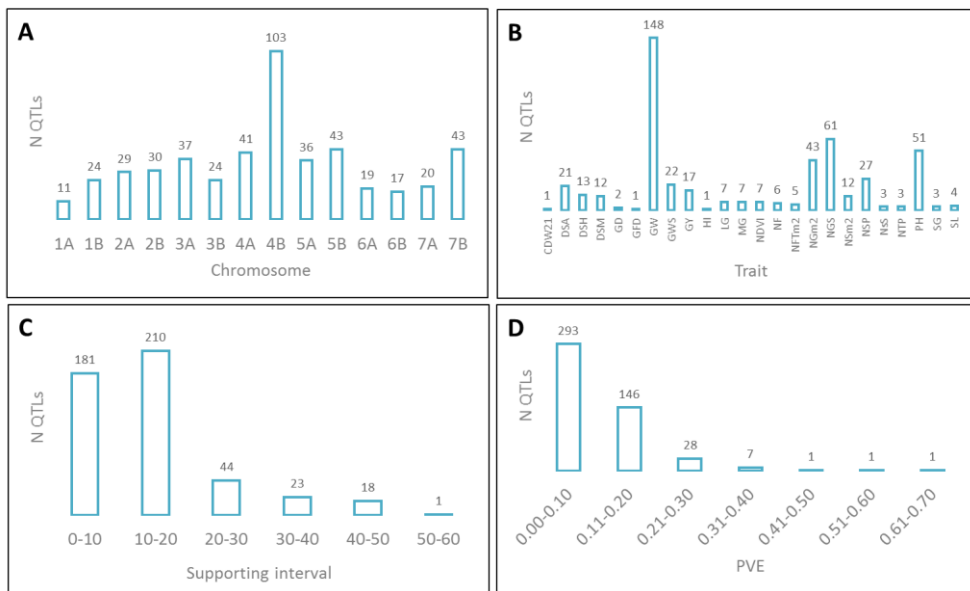 A
N QTLs
11 24 29 30 37 24 41 103 36 43 19 17 20 43
1A 1B 2A 2B 3A 3B 4A 4B 5A 5B 6A 6B 7A 7B
Chromosome
B
N QTLs
1 21 13 12 2 1 148 22 17 1 7 7 7 6 5 43 61 12 27 3 3 51 3 4
CDW21 DSA DSH DSM GD GFD GW GWS GY HI LG MG NDVI NF NFTm2 NGm2 NGS NSm2 NSP NsS NTP PH SG SL
Trait
C
N QTLs
181 210 44 23 18 1
0-10 10-20 20-30 30-40 40-50 50-60
Supporting interval
D
N QTLs
293 146 28 7 1 1 1
0.00-0.10 0.11-0.20 0.21-0.30 0.31-0.40 0.41-0.50 0.51-0.60 0.61-0.70
PVE